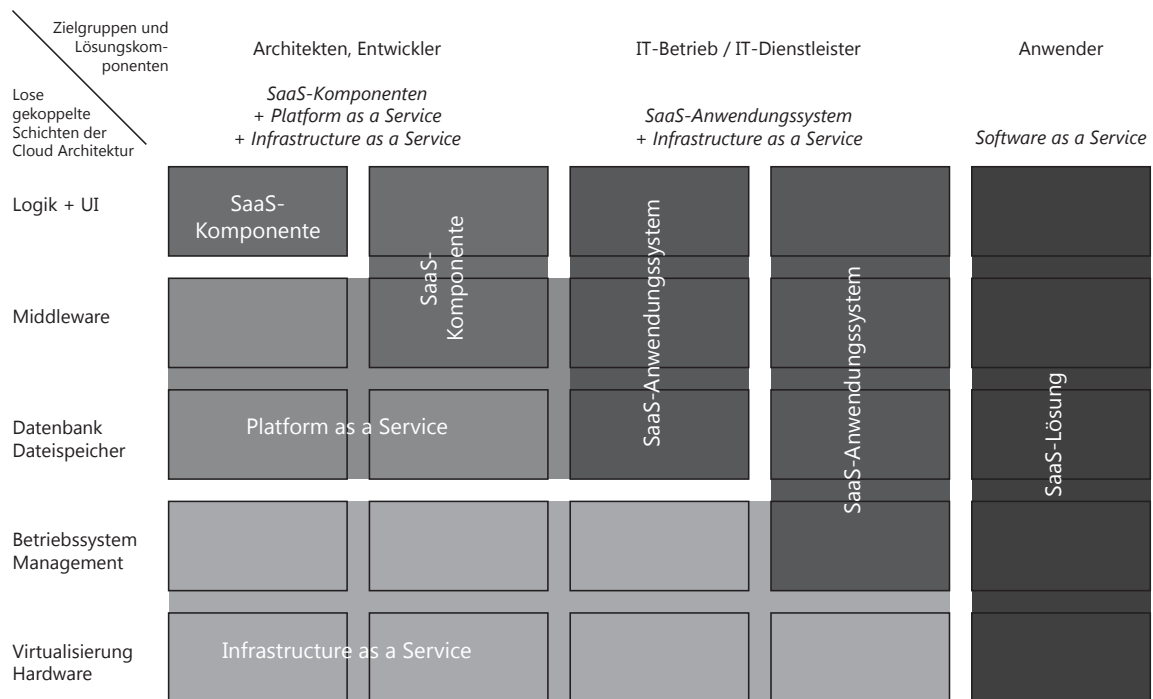 Zielgruppen und
Lösungskom-
ponenten
Architekten, Entwickler
IT-Betrieb / IT-Dienstleister
Anwender
Lose
gekoppelte
Schichten der
Cloud Architektur
SaaS-Komponenten
+ Platform as a Service
+ Infrastructure as a Service
SaaS-Anwendungssystem
+ Infrastructure as a Service
Software as a Service
Logik + UI
SaaS-
Komponente
SaaS-
Komponente
SaaS-Anwendungssystem
SaaS-Anwendungssystem
SaaS-Lösung
Middleware
Datenbank
Dateispeicher
Platform as a Service
Betriebssystem
Management
Virtualisierung
Hardware
Infrastructure as a Service